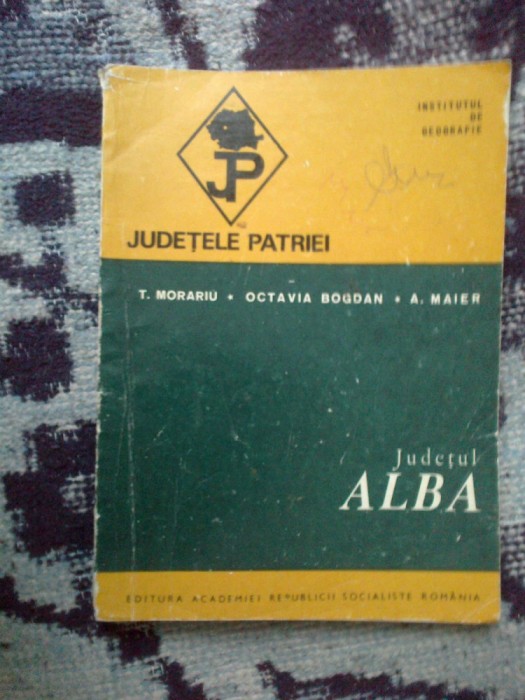 INSTITUTUL
DE
GEOGRAFIE
JP
JUDEȚELE PATRIEI
T. MORARIU ★ OCTAVIA BOGDAN ★ A. MAIER
Județul
ALBA
EDITURA ACADEMIEI REPUBLICII SOCIALISTE ROMÂNIA